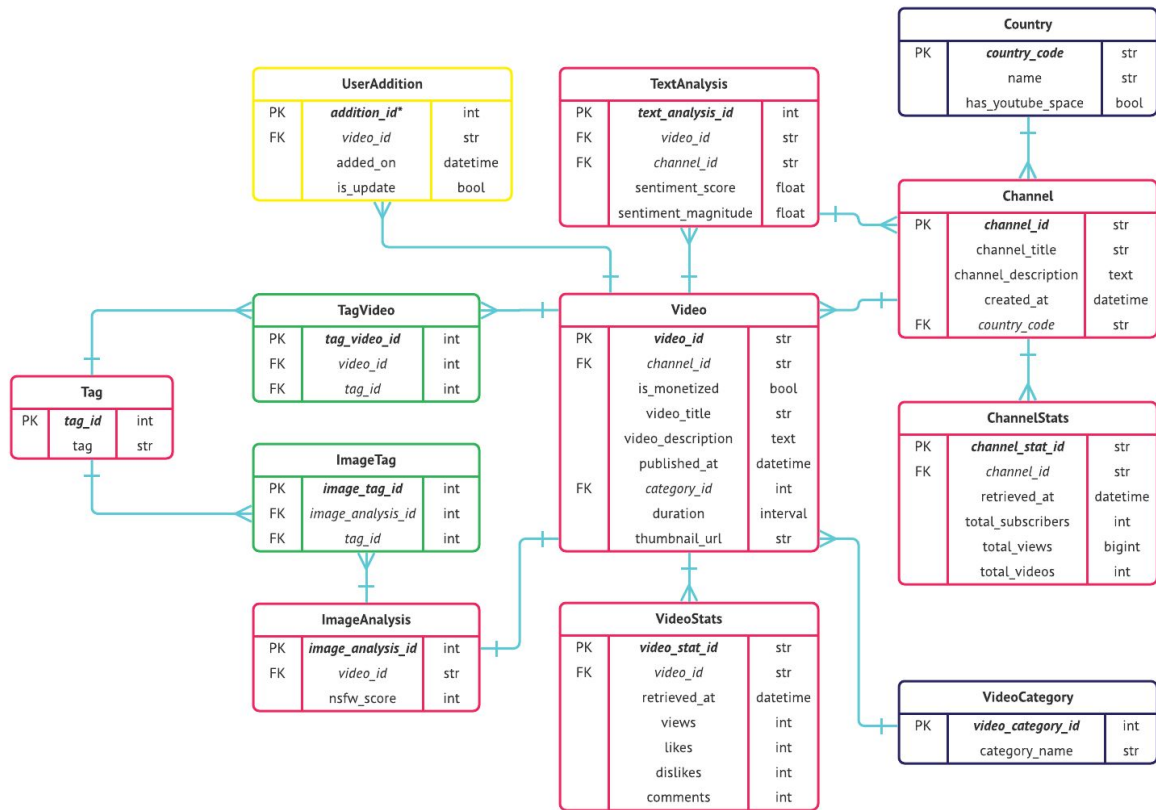 Country
PK country_code str
name str
has_youtube_space bool
UserAddition
PK addition_id* int
FK video_id str
added_on datetime
is_update bool
TextAnalysis
PK text_analysis_id int
FK video_id str
FK channel_id str
sentiment_score float
sentiment_magnitude float
Channel
PK channel_id str
channel_title str
channel_description text
created_at datetime
FK country_code str
TagVideo
PK tag_video_id int
FK video_id int
FK tag_id int
Video
PK video_id str
FK channel_id str
is_monetized bool
video_title str
video_description text
published_at datetime
FK category_id int
duration interval
thumbnail_url str
Tag
PK tag_id int
tag str
ChannelStats
PK channel_stat_id str
FK channel_id str
retrieved_at datetime
total_subscribers int
total_views bigint
total_videos int
ImageTag
PK image_tag_id int
FK image_analysis_id int
FK tag_id int
ImageAnalysis
PK image_analysis_id int
FK video_id str
nsfw_score int
VideoStats
PK video_stat_id str
FK video_id str
retrieved_at datetime
views int
likes int
dislikes int
comments int
VideoCategory
PK video_category_id int
category_name str